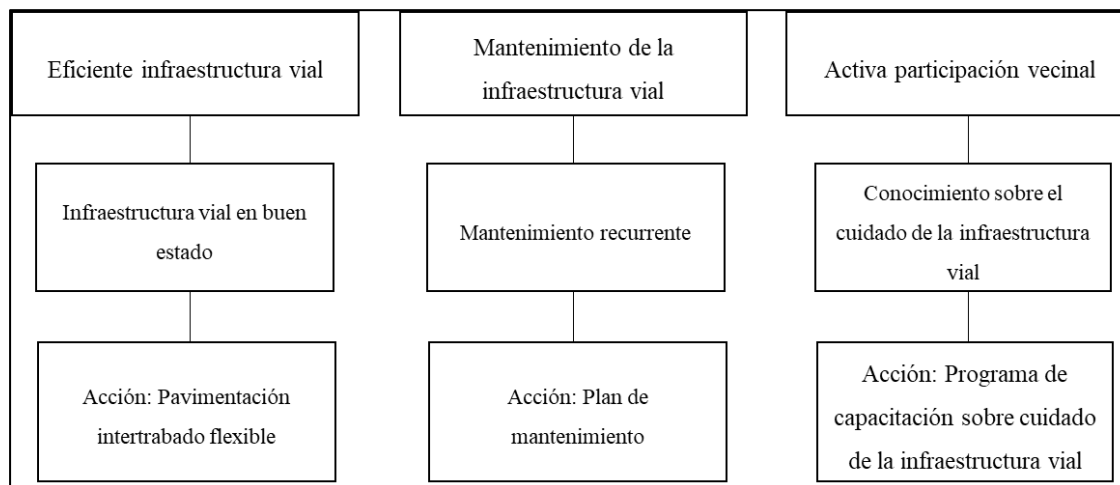 Eficiente infraestructura vial
Mantenimiento de la
infraestructura vial
Activa participación vecinal
Infraestructura vial en buen
estado
Mantenimiento recurrente
Conocimiento sobre el
cuidado de la infraestructura
vial
Acción: Pavimentación
intertrabado flexible
Acción: Plan de
mantenimiento
Acción: Programa de
capacitación sobre cuidado
de la infraestructura vial